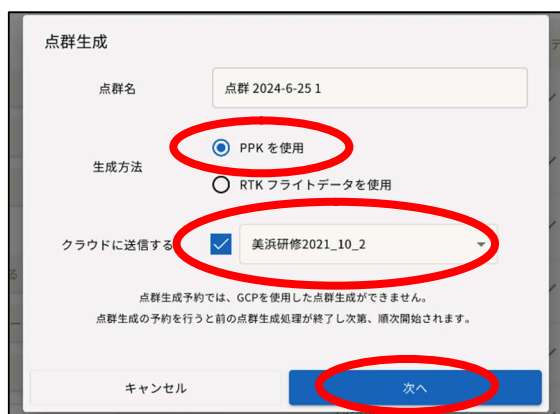 点群生成
点群名
点群 2024-6-25 1
生成方法
PPK を使用
RTK フライトデータを使用
クラウドに送信する
美浜研修2021_10_2
点群生成予約では、GCPを使用した点群生成ができません。
点群生成の予約を行うと前の点群生成処理が終了し次第、順次開始されます。
キャンセル
次へ